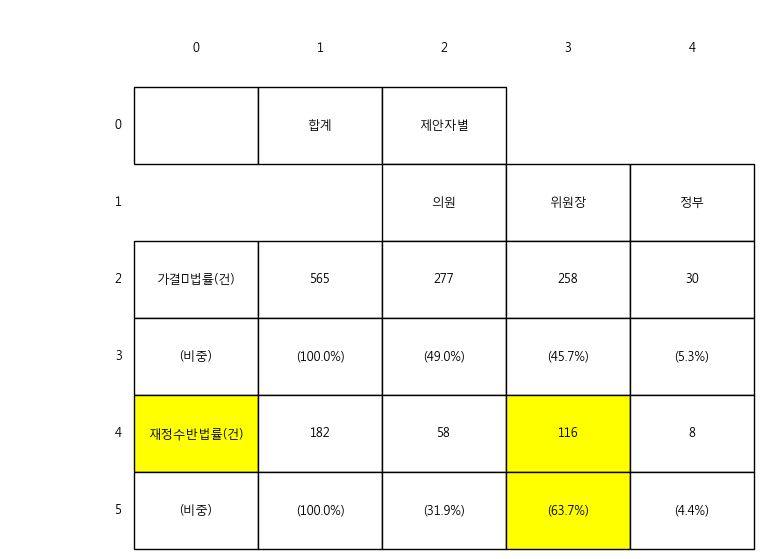 0 1 2 3 4
0 합계 제안자별
1 의원 위원장 정부
2 가결법률(건) 565 277 258 30
3 (비중) (100.0%) (49.0%) (45.7%) (5.3%)
4 재정수반법률(건) 182 58 116 8
5 (비중) (100.0%) (31.9%) (63.7%) (4.4%)